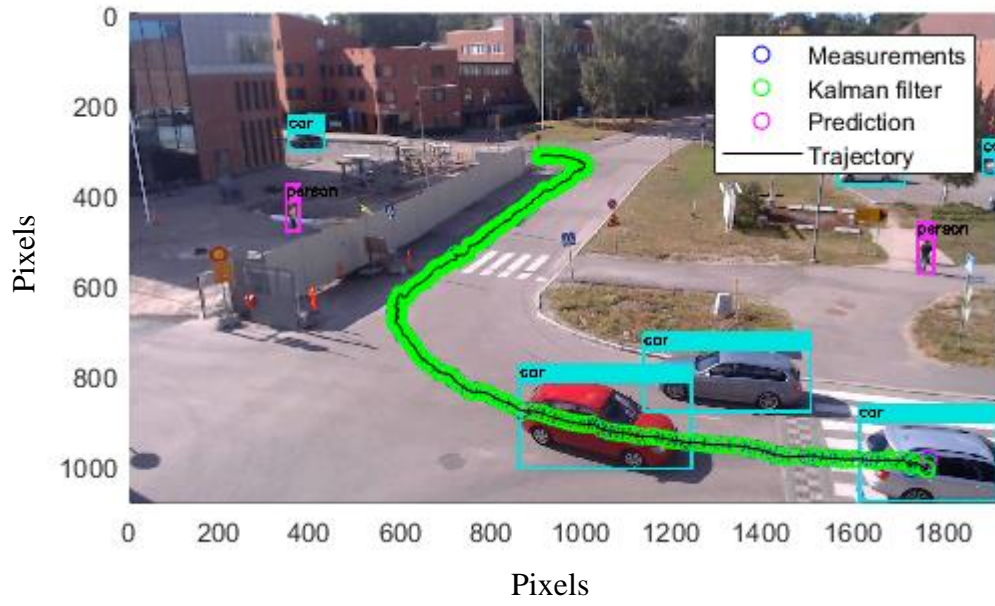 0
200
400
600
800
1000
Pixels
Measurements
Kalman filter
Prediction
Trajectory
car
person
person
car
car
car
0
200
400
600
800
1000
1200
1400
1600
1800
Pixels